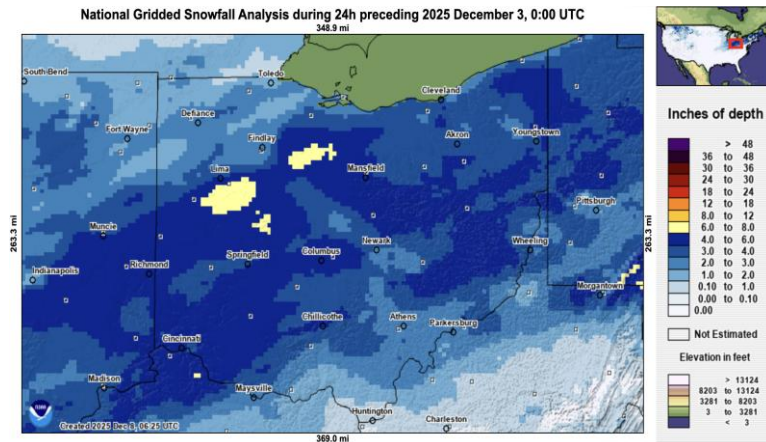 National Gridded Snowfall Analysis during 24h preceding 2025 December 3, 0:00 UTC
348.9 mi
South Bend
Toledo
Cleveland
Defiance
Fort Wayne
Findlay
Akron
Youngstown
Lima
Mansfield
Pittsburgh
263.3 mi
263.3 mi
Muncie
Newark
Wheeling
Columbus
Springfield
Richmond
Indianapolis
Morgantown
Chillicothe
Athens
Parkersburg
Cincinnati
Madison
Maysville
Huntington
Charleston
Created 2025 Dec 8, 06:25 UTC
369.0 mi
Inches of depth
> 48
36 to 48
30 to 36
24 to 30
18 to 24
12 to 18
8.0 to 12
6.0 to 8.0
4.0 to 6.0
3.0 to 4.0
2.0 to 3.0
1.0 to 2.0
0.10 to 1.0
0.00 to 0.10
0.00
Not Estimated
Elevation in feet
> 13124
8203 to 13124
3281 to 8203
3 to 3281
< 3